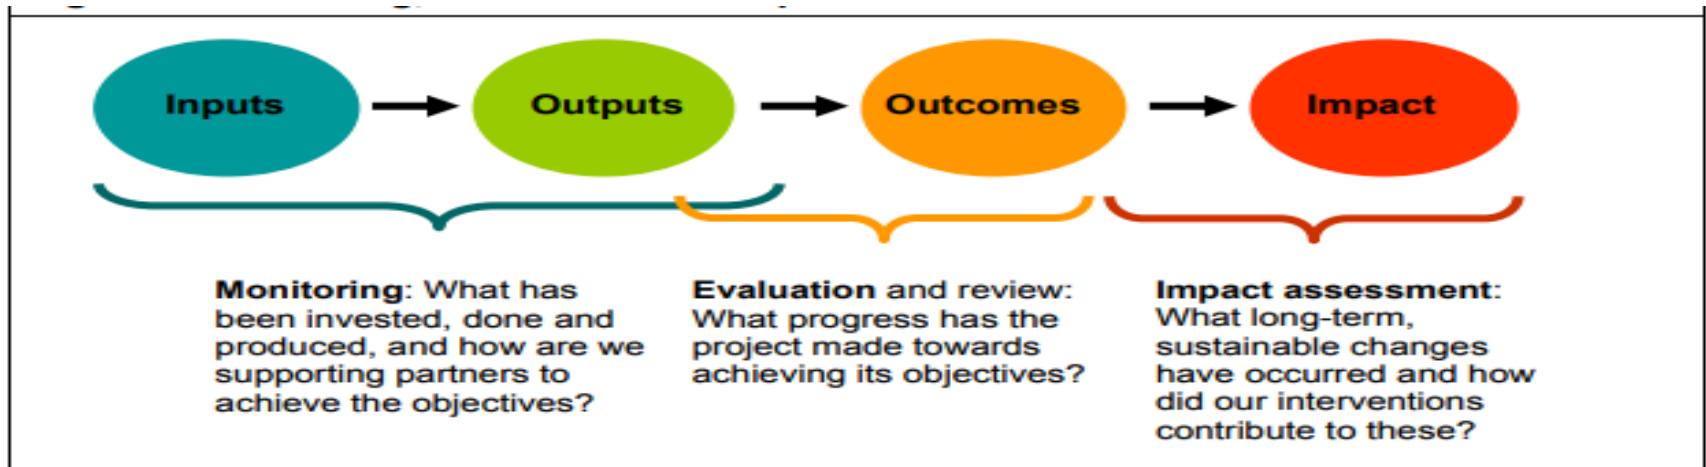 Inputs
Outputs
Outcomes
Impact
Monitoring: What has
been invested, done and
produced, and how are we
supporting partners to
achieve the objectives?
Evaluation and review:
What progress has the
project made towards
achieving its objectives?
Impact assessment:
What long-term,
sustainable changes
have occurred and how
did our interventions
contribute to these?